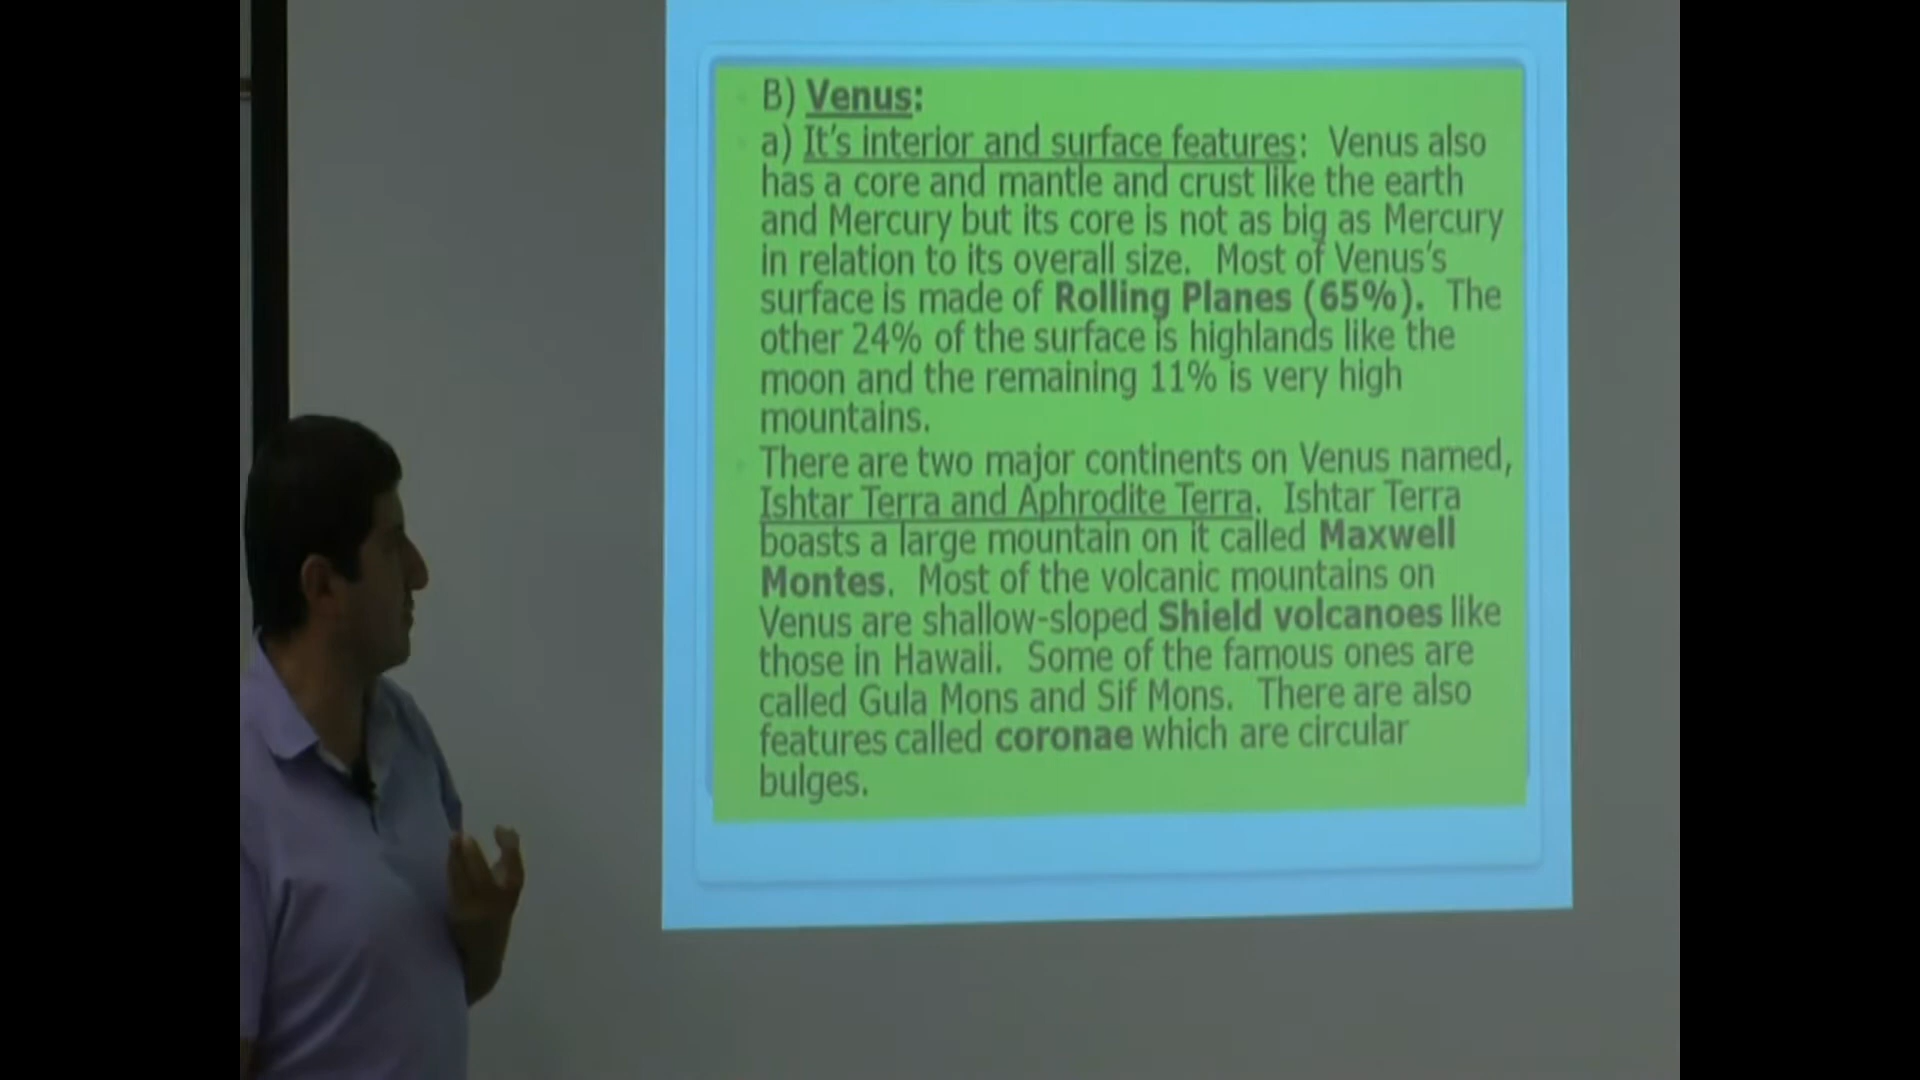 B) Venus:
a) It's interior and surface features: Venus also
has a core and mantle and crust like the earth
and Mercury but its core is not as big as Mercury
in relation to its overall size. Most of Venus's
surface is made of Rolling Planes (65%). The
other 24% of the surface is highlands like the
moon and the remaining 11% is very high
mountains.
There are two major continents on Venus named,
Ishtar Terra and Aphrodite Terra. Ishtar Terra
boasts a large mountain on it called Maxwell
Montes. Most of the volcanic mountains on
Venus are shallow-sloped Shield volcanoes like
those in Hawaii. Some of the famous ones are
called Gula Mons and Sif Mons. There are also
features called coronae which are circular
bulges.